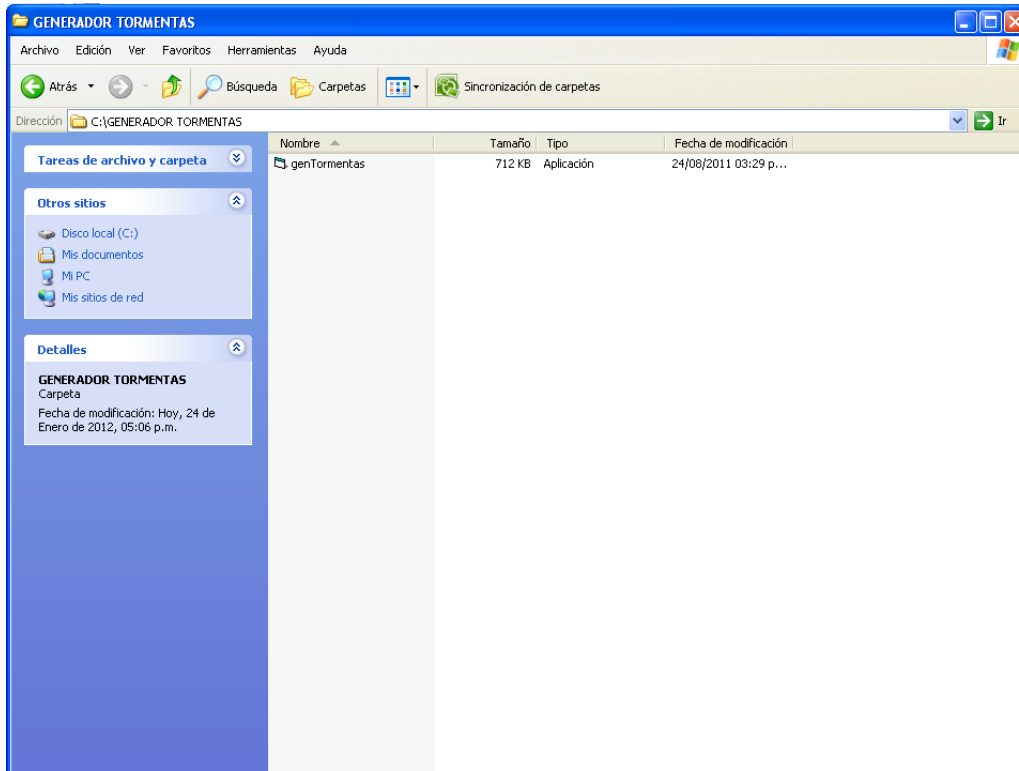 GENERADOR TORMENTAS
Archivo Edición Ver Favoritos Herramientas Ayuda
Atrás Búsqueda Carpetas Sincronización de carpetas
Dirección C:\GENERADOR TORMENTAS Ir
Nombre Tamaño Tipo Fecha de modificación
genTormentas 712 KB Aplicación 24/08/2011 03:29 p...
Tareas de archivo y carpeta
Otros sitios
Disco local (C:)
Mis documentos
Mi PC
Mis sitios de red
Detalles
GENERADOR TORMENTAS
Carpeta
Fecha de modificación: Hoy, 24 de
Enero de 2012, 05:06 p.m.